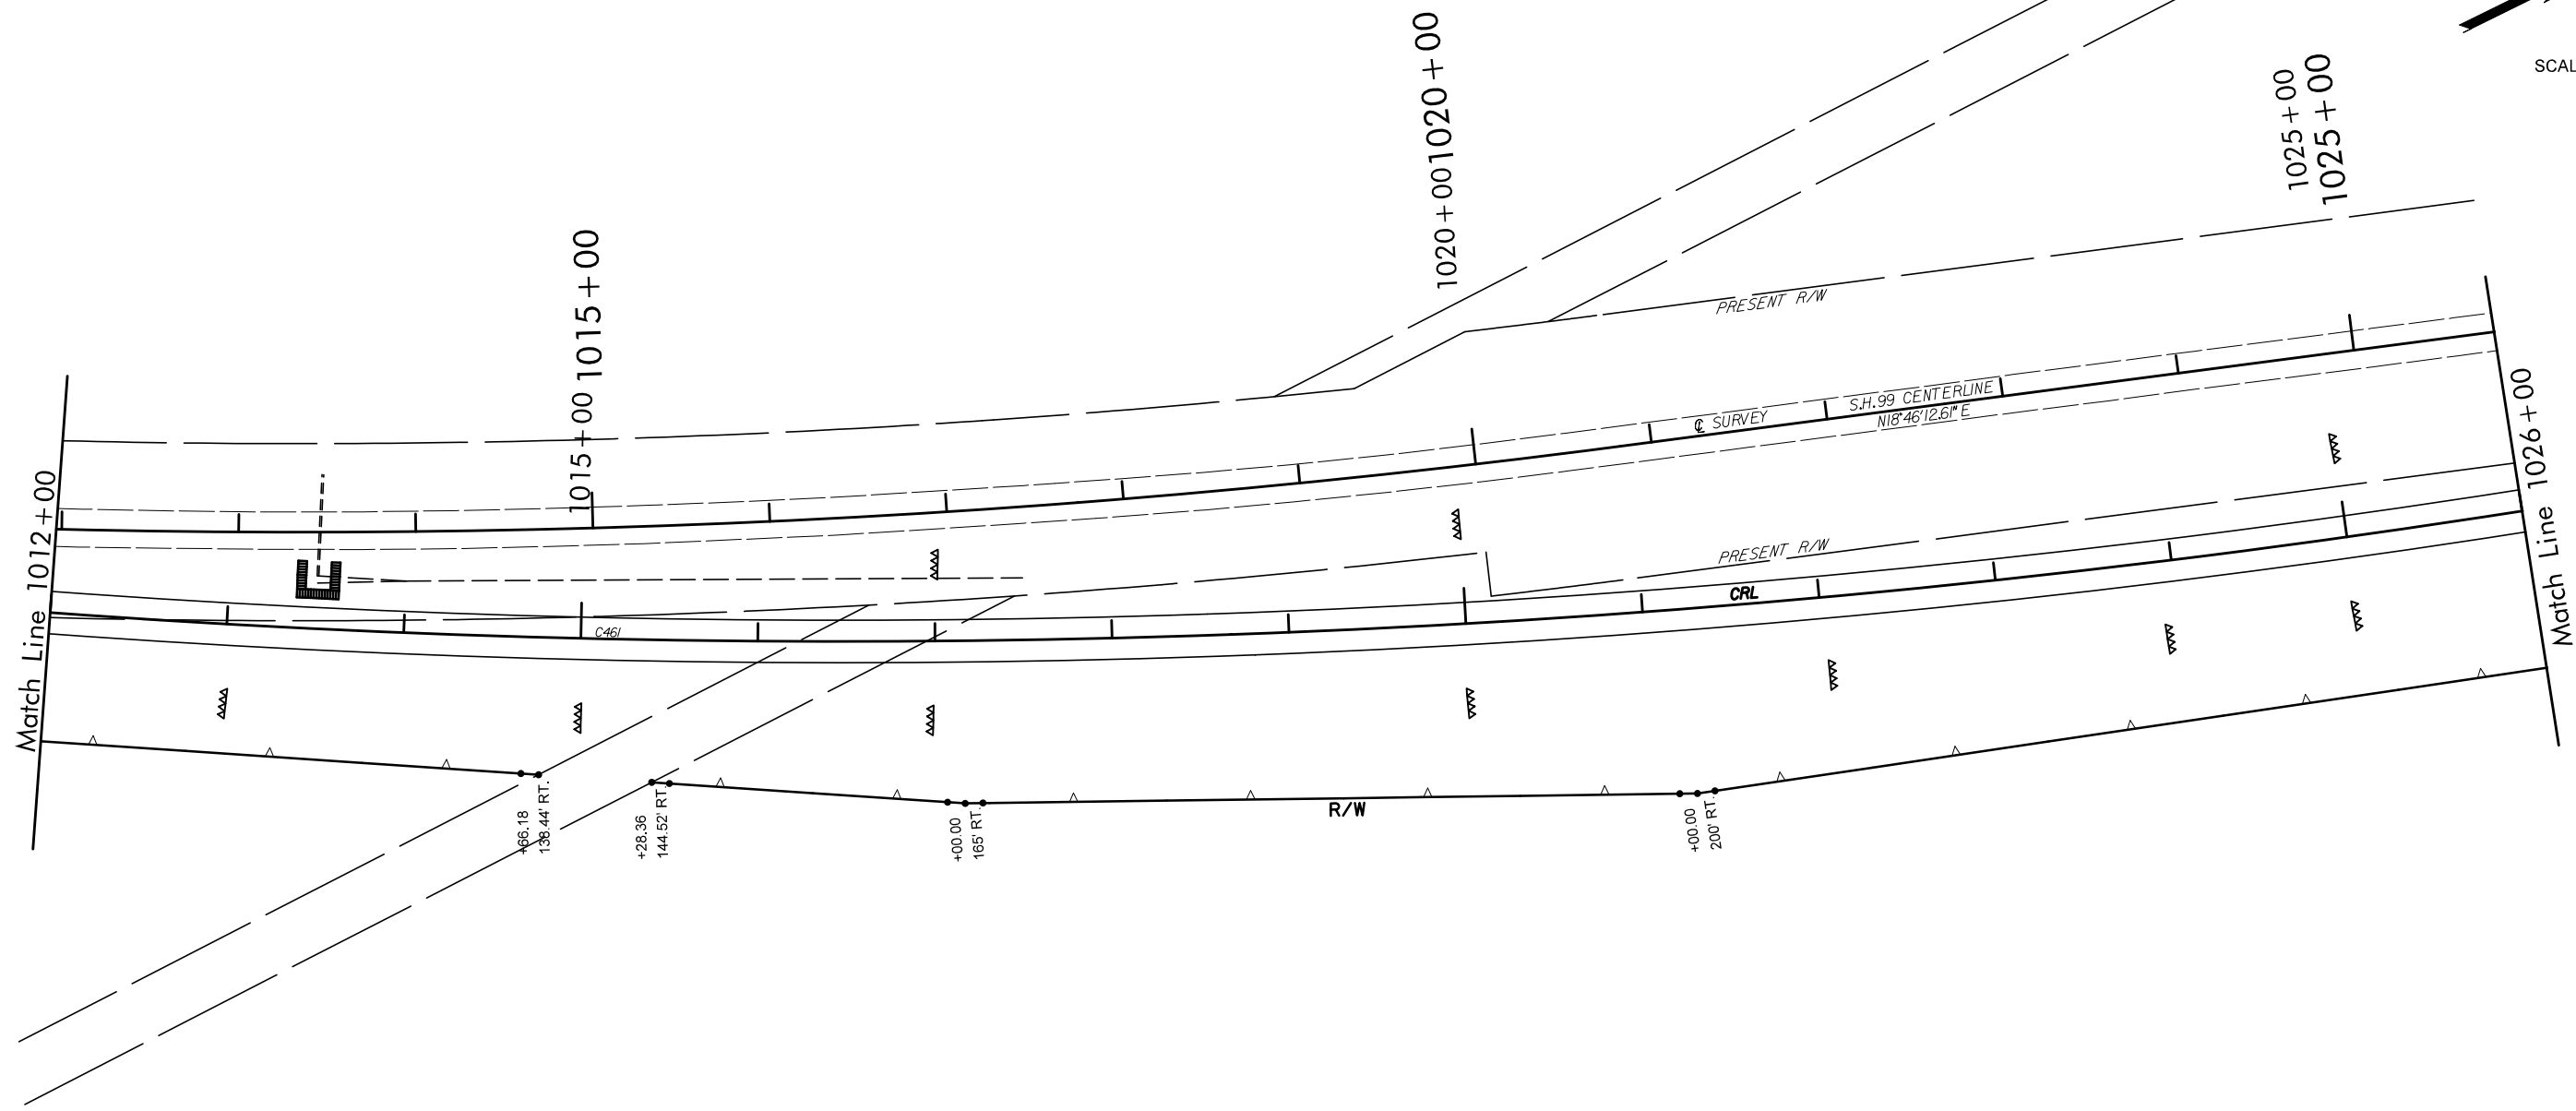 SCAL
1015+00
1015+00
1020+00
1020+00
1025+00
1025+00
PRESENT R/W
℄ SURVEY
S.H.99 CENTERLINE
N18°46'12.61" E
PRESENT R/W
CRL
C461
Match Line 1012+00
Match Line 1026+00
R/W
+66.18
138.44' RT.
+28.36
144.52' RT.
+00.00
165' RT.
+00.00
200' RT.